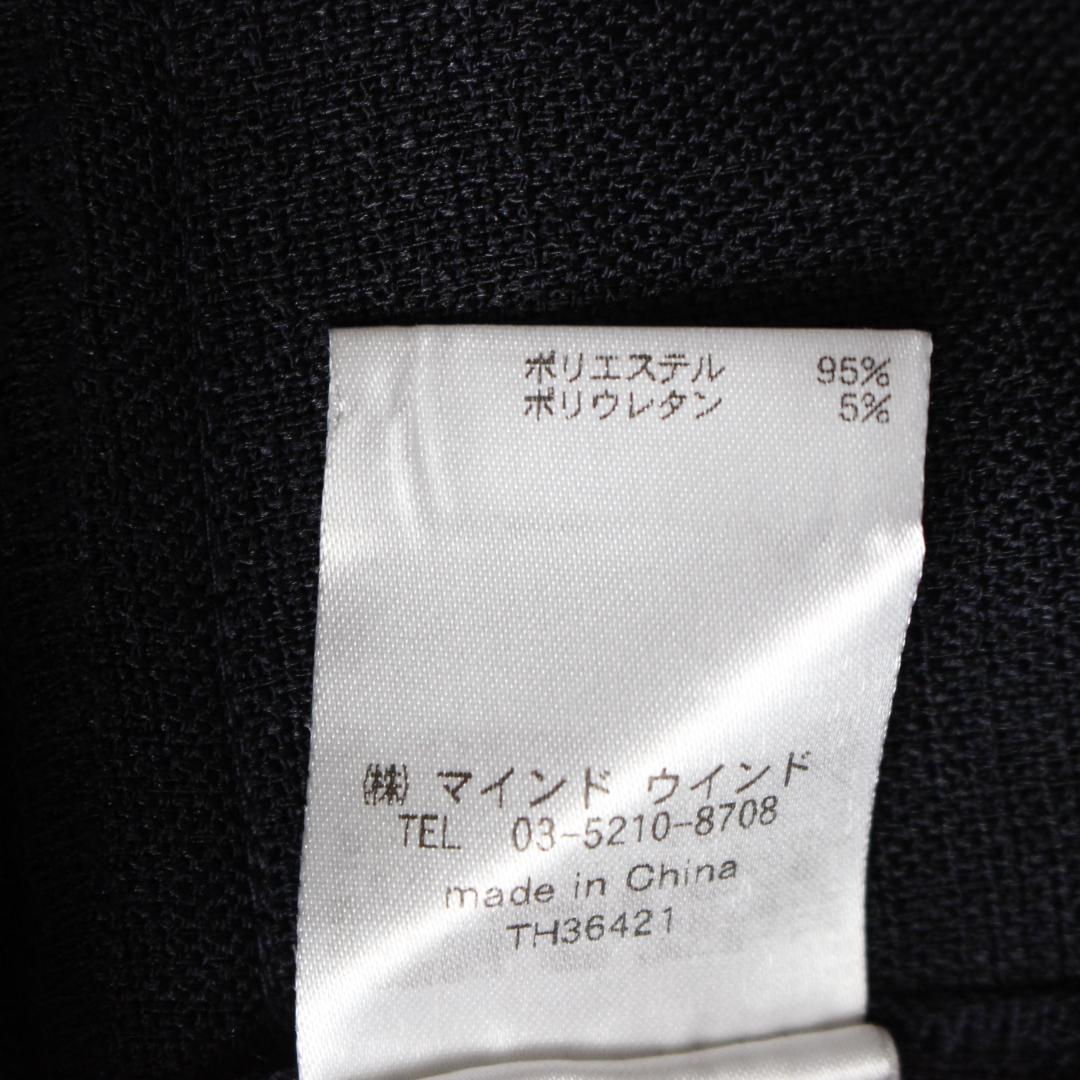 ポリエステル 95%
ポリウレタン 5%
㈱ マインド ウインド
TEL 03-5210-8708
made in China
TH36421